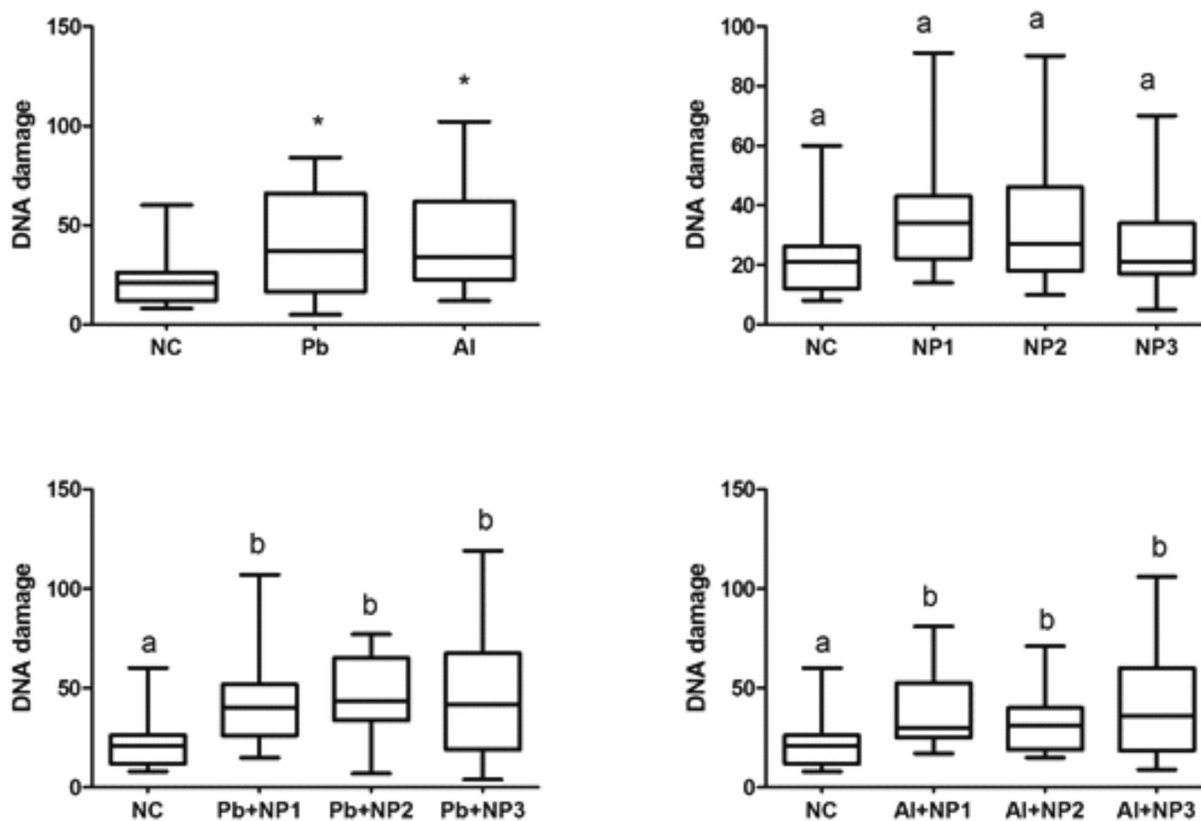 150
100
50
0
DNA damage
* *
NC Pb Al
100
80
60
40
20
0
DNA damage
a a a a
NC NP1 NP2 NP3
150
100
50
0
DNA damage
a b b b
NC Pb+NP1 Pb+NP2 Pb+NP3
150
100
50
0
DNA damage
a b b b
NC Al+NP1 Al+NP2 Al+NP3